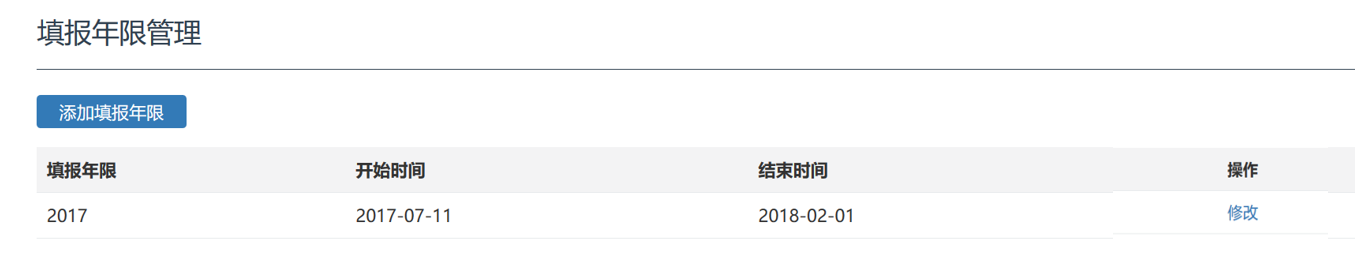 填报年限管理
添加填报年限
填报年限 开始时间 结束时间 操作
2017 2017-07-11 2018-02-01 修改